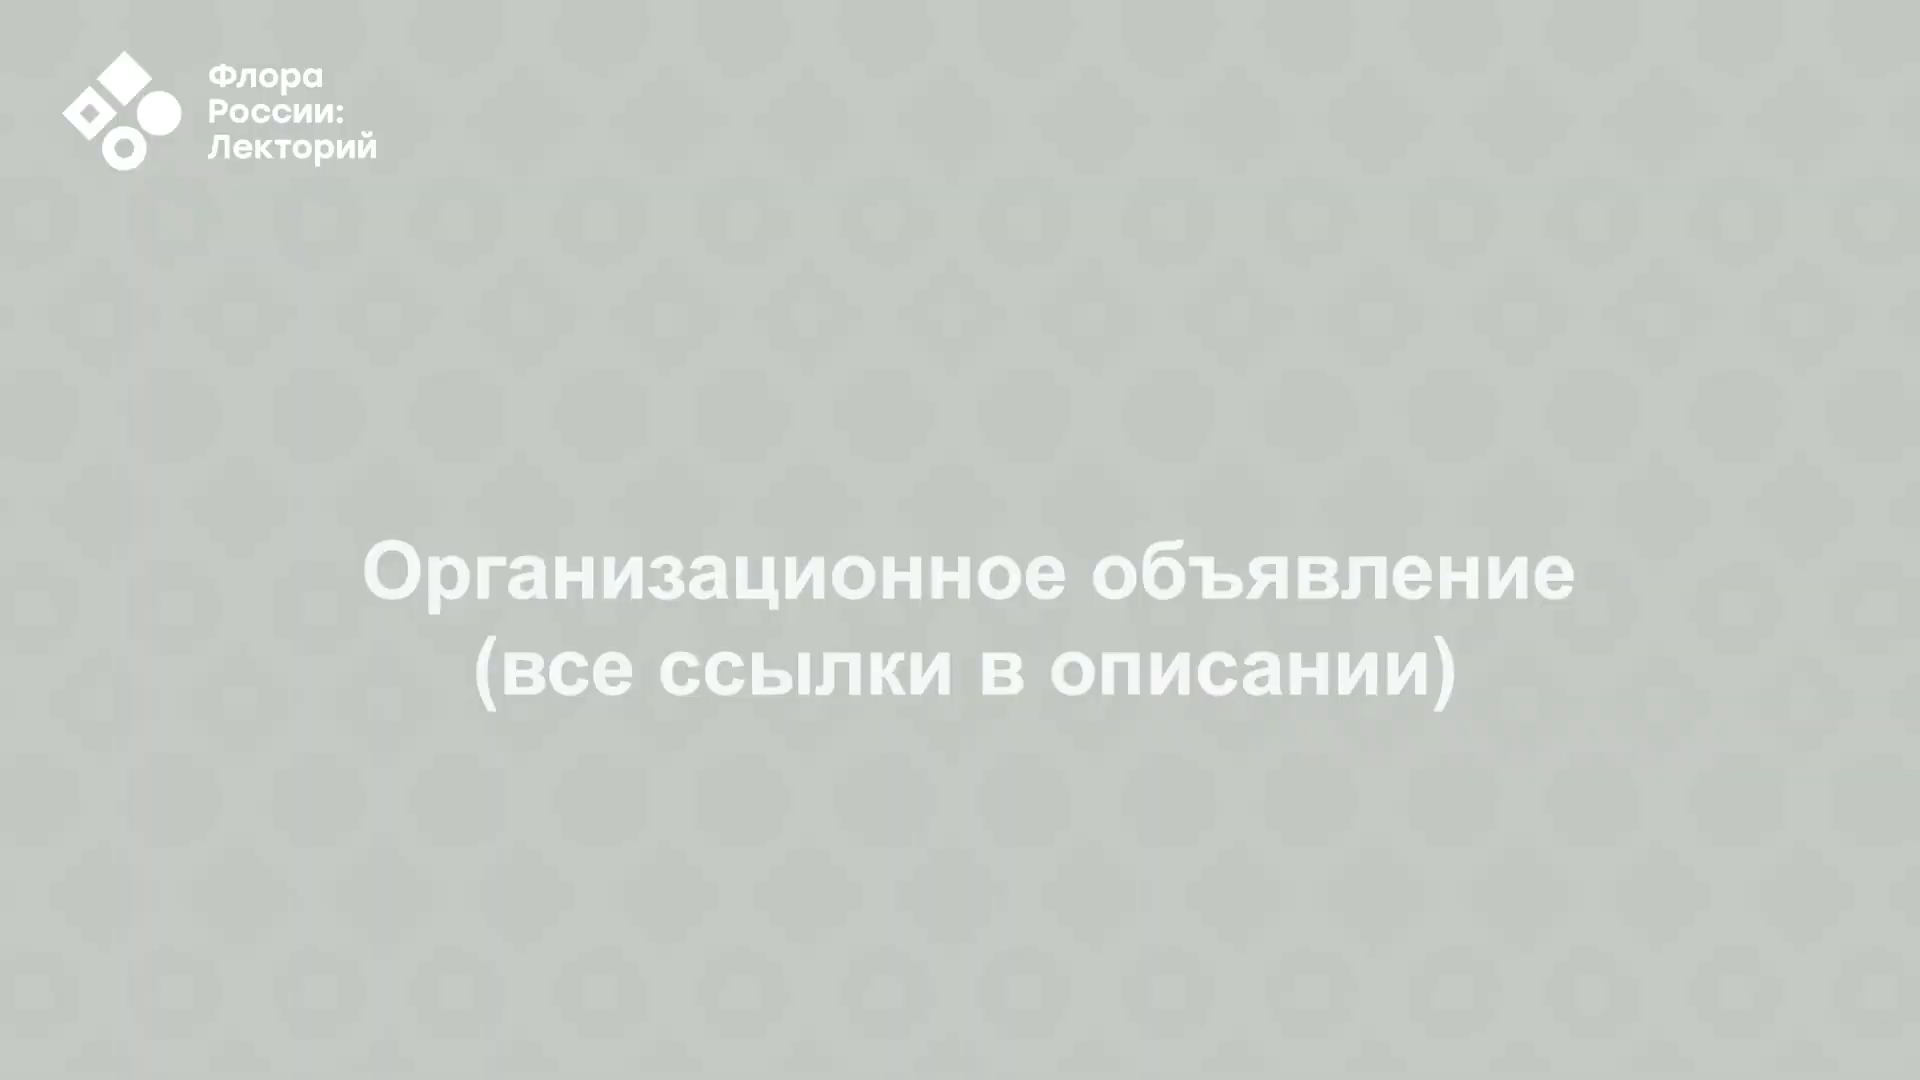 Флора
России:
Лекторий
Организационное объявление
(все ссылки в описании)